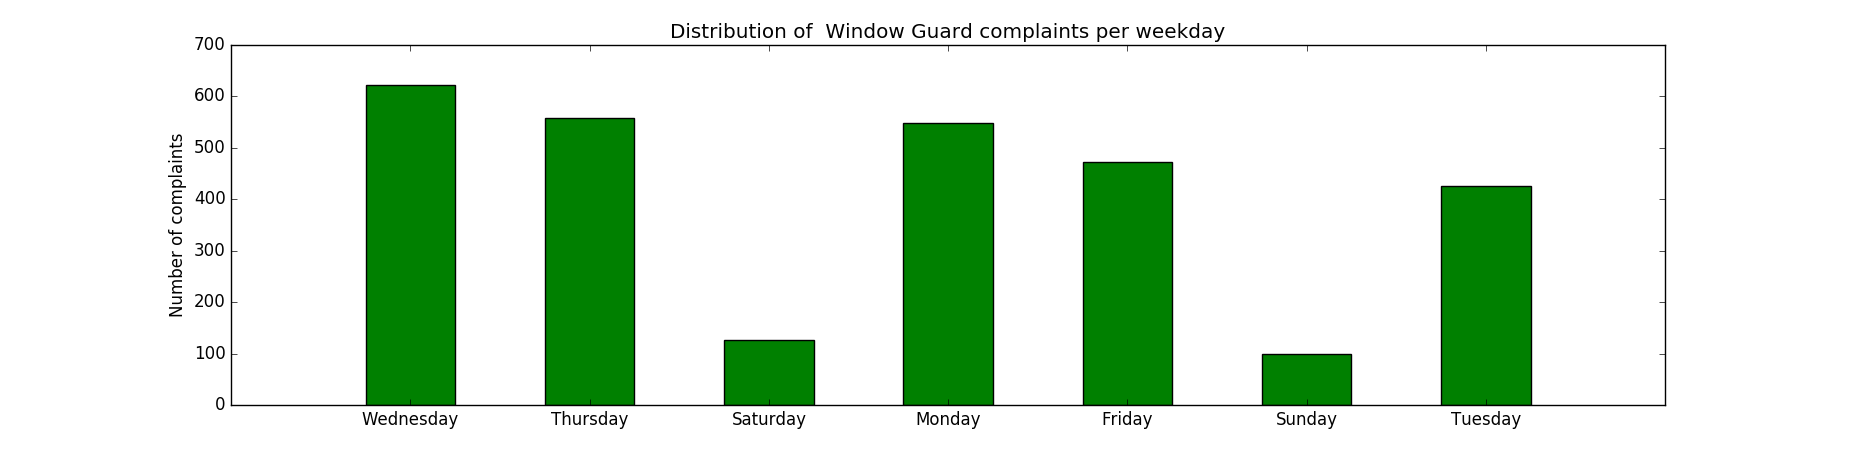 Distribution of  Window Guard complaints per weekday
700
600
500
400
300
200
100
0
Number of complaints
Wednesday Thursday Saturday Monday Friday Sunday Tuesday